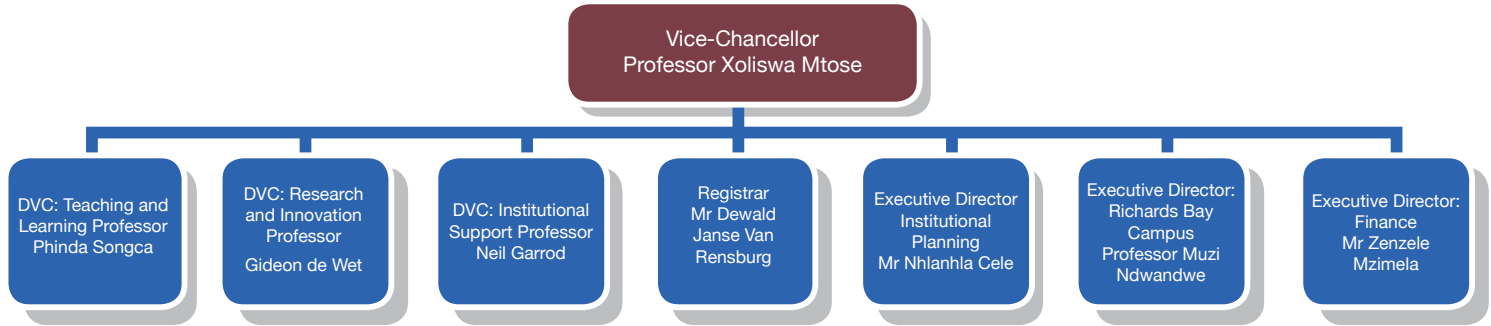 Vice-Chancellor
Professor Xoliswa Mtose
DVC: Teaching and
Learning Professor
Phinda Songca
DVC: Research
and Innovation
Professor
Gideon de Wet
DVC: Institutional
Support Professor
Neil Garrod
Registrar
Mr Dewald
Janse Van
Rensburg
Executive Director
Institutional
Planning
Mr Nhlanhla Cele
Executive Director:
Richards Bay
Campus
Professor Muzi
Ndwandwe
Executive Director:
Finance
Mr Zenzele
Mzimela